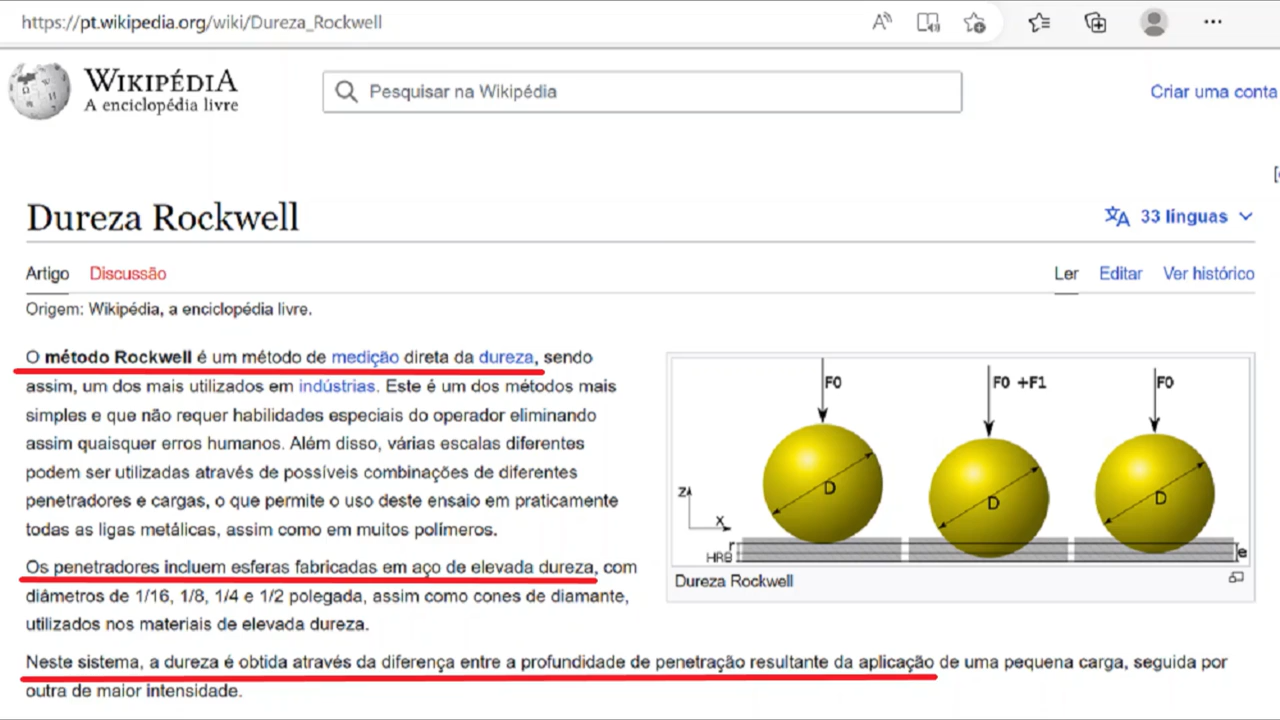 https://pt.wikipedia.org/wiki/Dureza_Rockwell
WIKIPÉDIA
A enciclopédia livre
Pesquisar na Wikipédia
Criar uma conta
Dureza Rockwell
33 línguas
Artigo Discussão
Ler Editar Ver histórico
Origem: Wikipédia, a enciclopédia livre.
O método Rockwell é um método de medição direta da dureza, sendo
assim, um dos mais utilizados em indústrias. Este é um dos métodos mais
simples e que não requer habilidades especiais do operador eliminando
assim quaisquer erros humanos. Além disso, várias escalas diferentes
podem ser utilizadas através de possíveis combinações de diferentes
penetradores e cargas, o que permite o uso deste ensaio em praticamente
todas as ligas metálicas, assim como em muitos polímeros.
Os penetradores incluem esferas fabricadas em aço de elevada dureza, com
diâmetros de 1/16, 1/8, 1/4 e 1/2 polegada, assim como cones de diamante,
utilizados nos materiais de elevada dureza.
F0 F0 +F1 F0
D D D
Z
X
HRB e
Dureza Rockwell
Neste sistema, a dureza é obtida através da diferença entre a profundidade de penetração resultante da aplicação de uma pequena carga, seguida por
outra de maior intensidade.